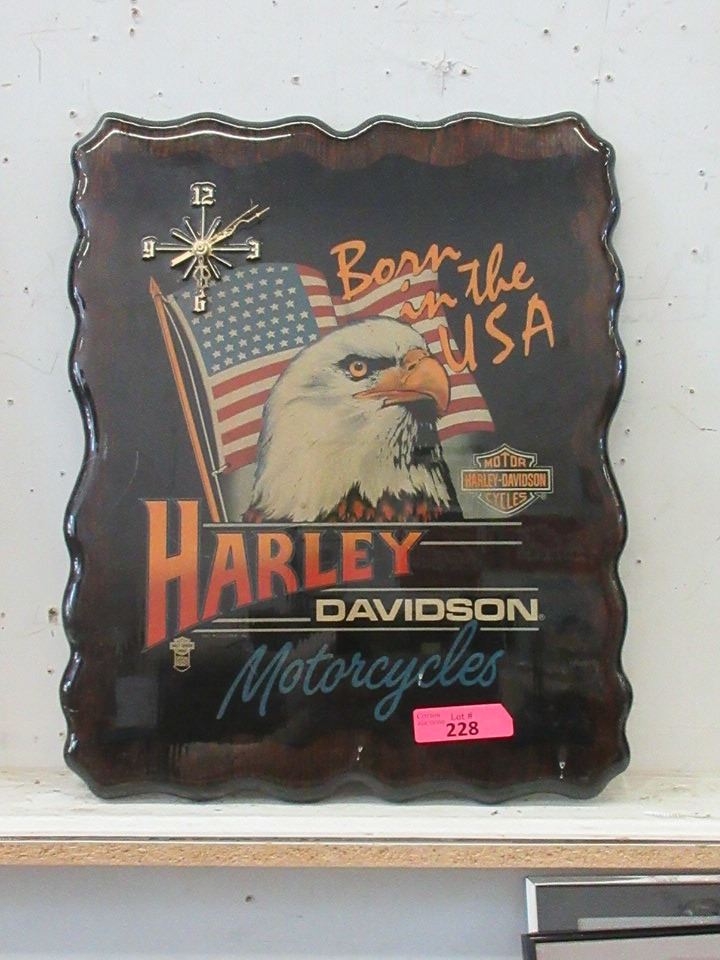 12
9 3
6
Born
in the
USA
MOTOR
HARLEY-DAVIDSON
CYCLES
HARLEY
DAVIDSON®
Motorcycles
Lot #
228